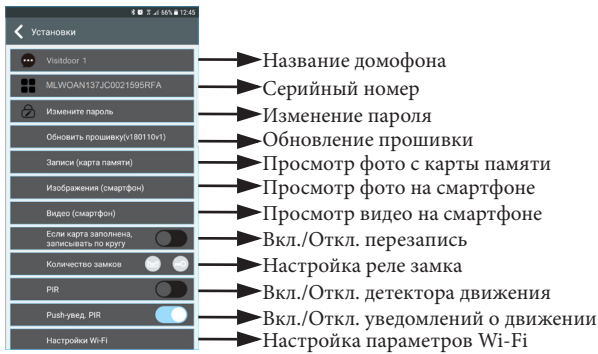 66% 12:45
Установки
Visitdoor 1 Название домофона
MLWOAN137JC0021595RFA Серийный номер
Измените пароль Изменение пароля
Обновить прошивку(v180110v1) Обновление прошивки
Записи (карта памяти) Просмотр фото с карты памяти
Изображения (смартфон) Просмотр фото на смартфоне
Видео (смартфон) Просмотр видео на смартфоне
Если карта заполнена,
записывать по кругу Вкл./Откл. перезапись
Количество замков Настройка реле замка
PIR Вкл./Откл. детектора движения
Push-увед. PIR Вкл./Откл. уведомлений о движении
Настройки Wi-Fi Настройка параметров Wi-Fi